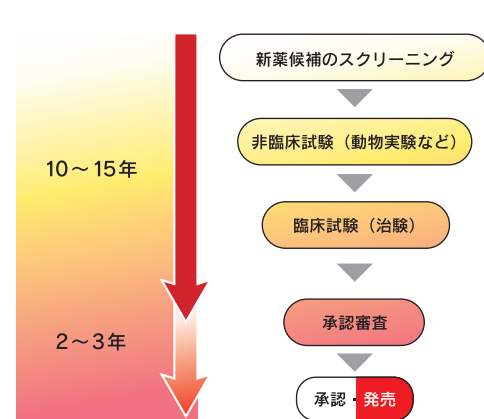 新薬候補のスクリーニング
非臨床試験（動物実験など）
10～15年
臨床試験（治験）
承認審査
2～3年
承認・発売